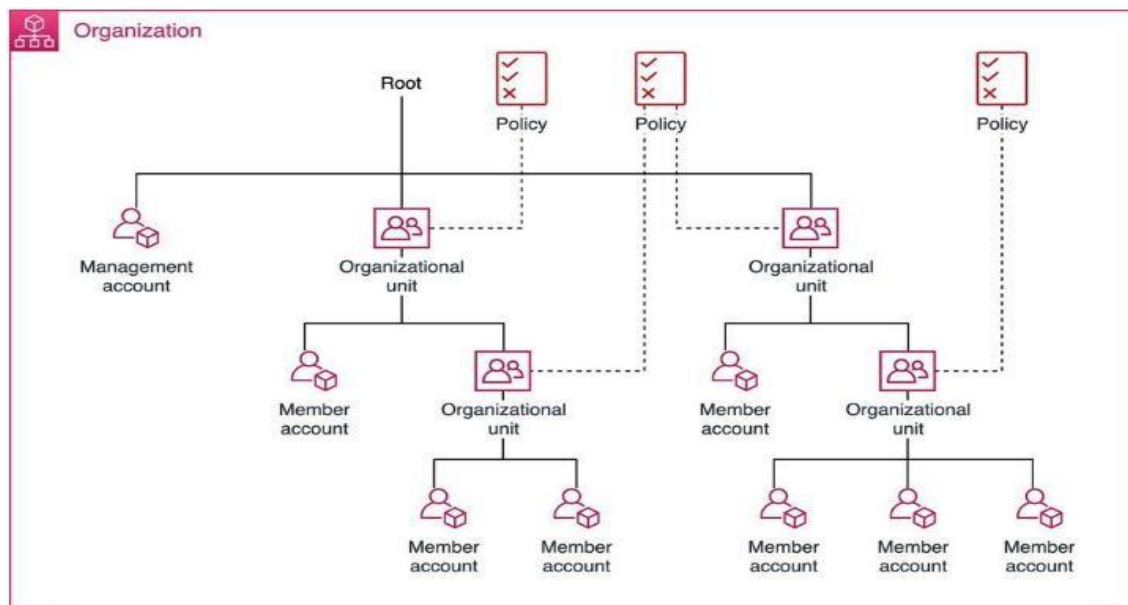 Organization
Root
Policy
Policy
Policy
Management
account
Organizational
unit
Organizational
unit
Member
account
Organizational
unit
Member
account
Organizational
unit
Member
account
Member
account
Member
account
Member
account
Member
account